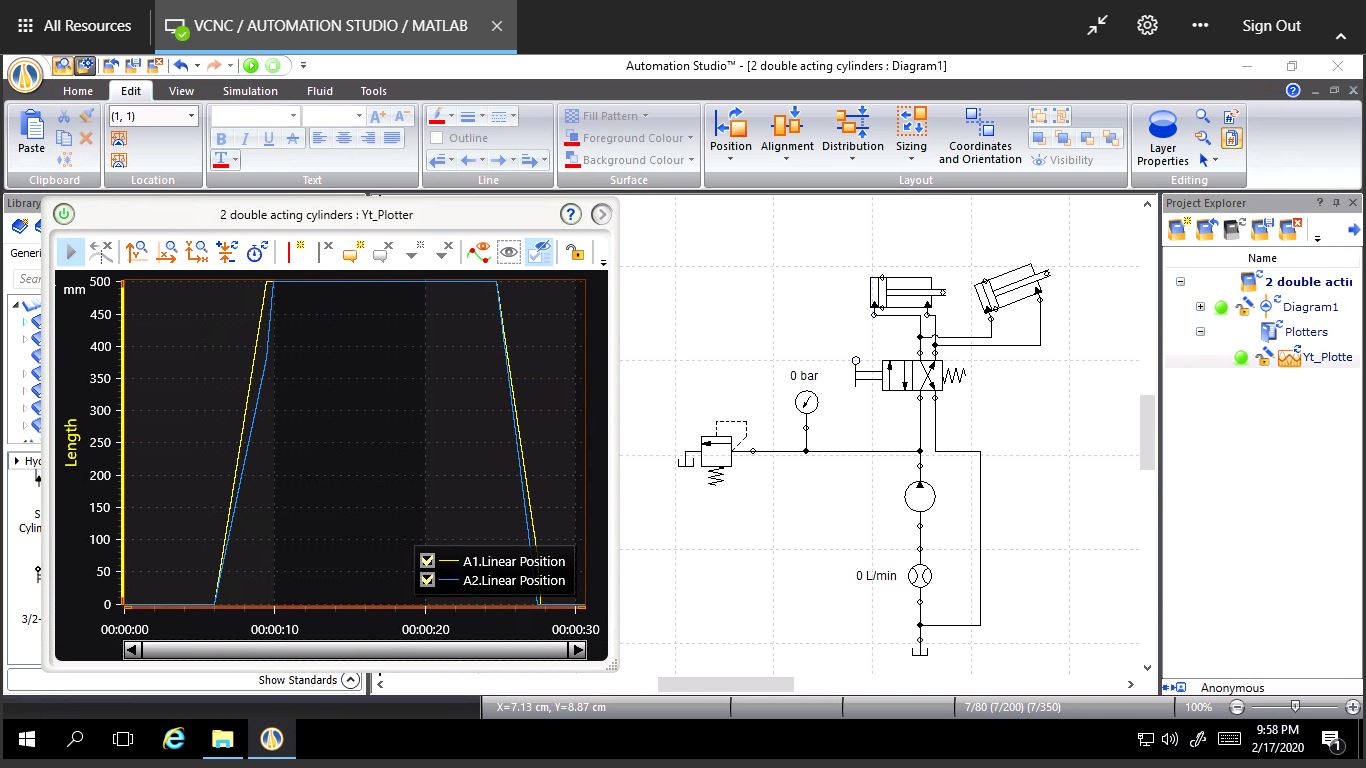 All Resources
VCNC / AUTOMATION STUDIO / MATLAB
Sign Out
Automation Studio™ - [2 double acting cylinders : Diagram1]
Home
Edit
View
Simulation
Fluid
Tools
Paste
(1, 1)
Clipboard
Location
Text
Outline
Line
Fill Pattern
Foreground Colour
Background Colour
Surface
Position
Alignment
Distribution
Sizing
Coordinates
and Orientation
Visibility
Layout
Layer
Properties
Editing
Library
Generi
Sear
Hyd
S
Cylin
3/2-
Show Standards
2 double acting cylinders : Yt_Plotter
mm
Length
500
450
400
350
300
250
200
150
100
50
0
A1.Linear Position
A2.Linear Position
00:00:00
00:00:10
00:00:20
00:00:30
0 bar
0 L/min
Project Explorer
Name
2 double actin
Diagram1
Plotters
Yt_Plotte
Anonymous
X=7.13 cm, Y=8.87 cm
7/80 (7/200) (7/350)
100%
9:58 PM
2/17/2020
1